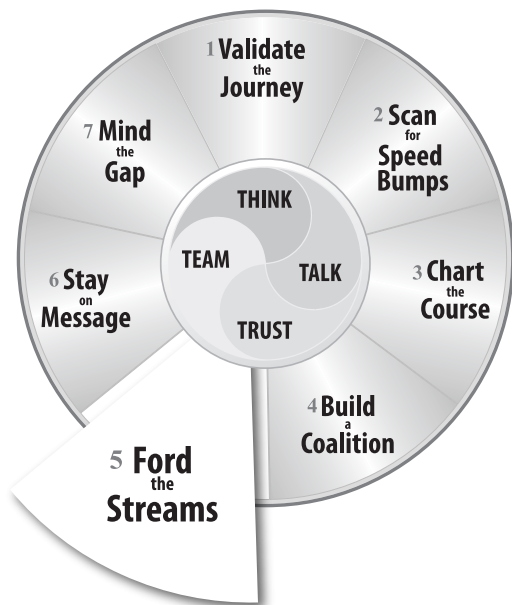 1 Validate
the
Journey
2 Scan
for
Speed
Bumps
3 Chart
the
Course
4 Build
a
Coalition
5 Ford
the
Streams
6 Stay
on
Message
7 Mind
the
Gap
THINK
TEAM
TALK
TRUST